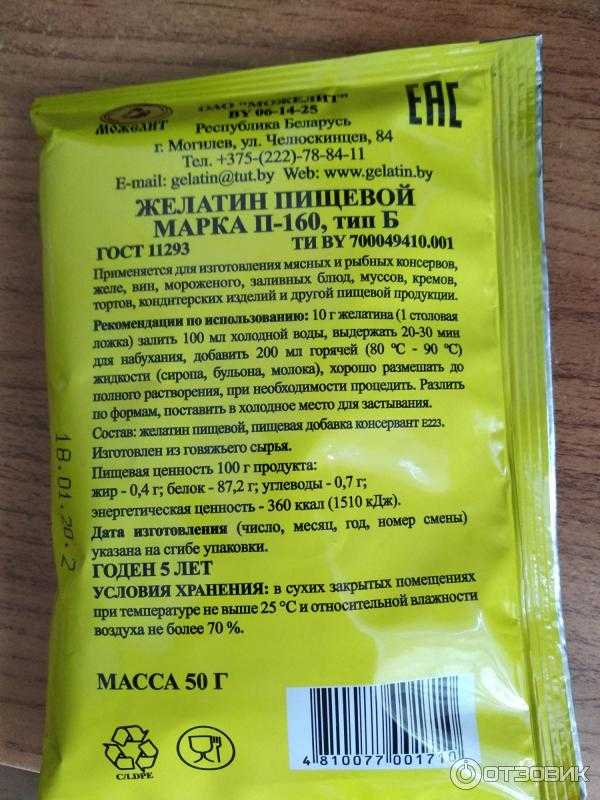 Можелит
ОАО "МОЖЕЛИТ"
BY 06-14-25
EAC
Республика Беларусь
г. Могилев, ул. Челюскинцев, 84
Тел. +375-(222)-78-84-11
E-mail: gelatin@tut.by Web: www.gelatin.by
ЖЕЛАТИН ПИЩЕВОЙ
МАРКА П-160, тип Б
ГОСТ 11293 ТИ BY 700049410.001
Применяется для изготовления мясных и рыбных консервов,
желе, вин, мороженого, заливных блюд, муссов, кремов,
тортов, кондитерских изделий и другой пищевой продукции.
Рекомендации по использованию: 10 г желатина (1 столовая
ложка) залить 100 мл холодной воды, выдержать 20-30 мин
для набухания, добавить 200 мл горячей (80 °С - 90 °С)
жидкости (сиропа, бульона, молока), хорошо размешать до
полного растворения, при необходимости процедить. Разлить
по формам, поставить в холодное место для застывания.
Состав: желатин пищевой, пищевая добавка консервант Е223.
Изготовлен из говяжьего сырья.
Пищевая ценность 100 г продукта:
жир - 0,4 г; белок - 87,2 г; углеводы - 0,7 г;
энергетическая ценность - 360 ккал (1510 кДж).
Дата изготовления (число, месяц, год, номер смены)
указана на сгибе упаковки.
ГОДЕН 5 ЛЕТ
УСЛОВИЯ ХРАНЕНИЯ: в сухих закрытых помещениях
при температуре не выше 25 °С и относительной влажности
воздуха не более 70 %.
18.01.20.2
МАССА 50 Г
4 810077 001710
C/LDPE
ОТЗОВИК